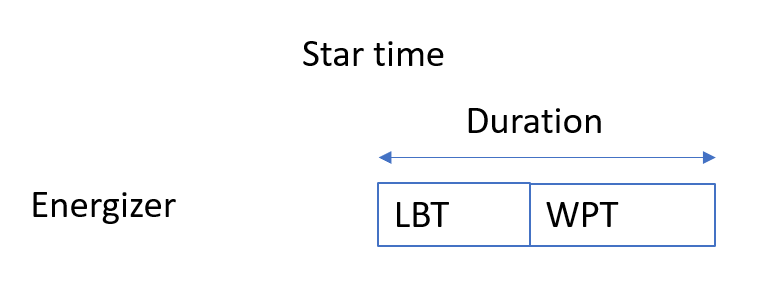 Star time
Duration
Energizer
LBT
WPT